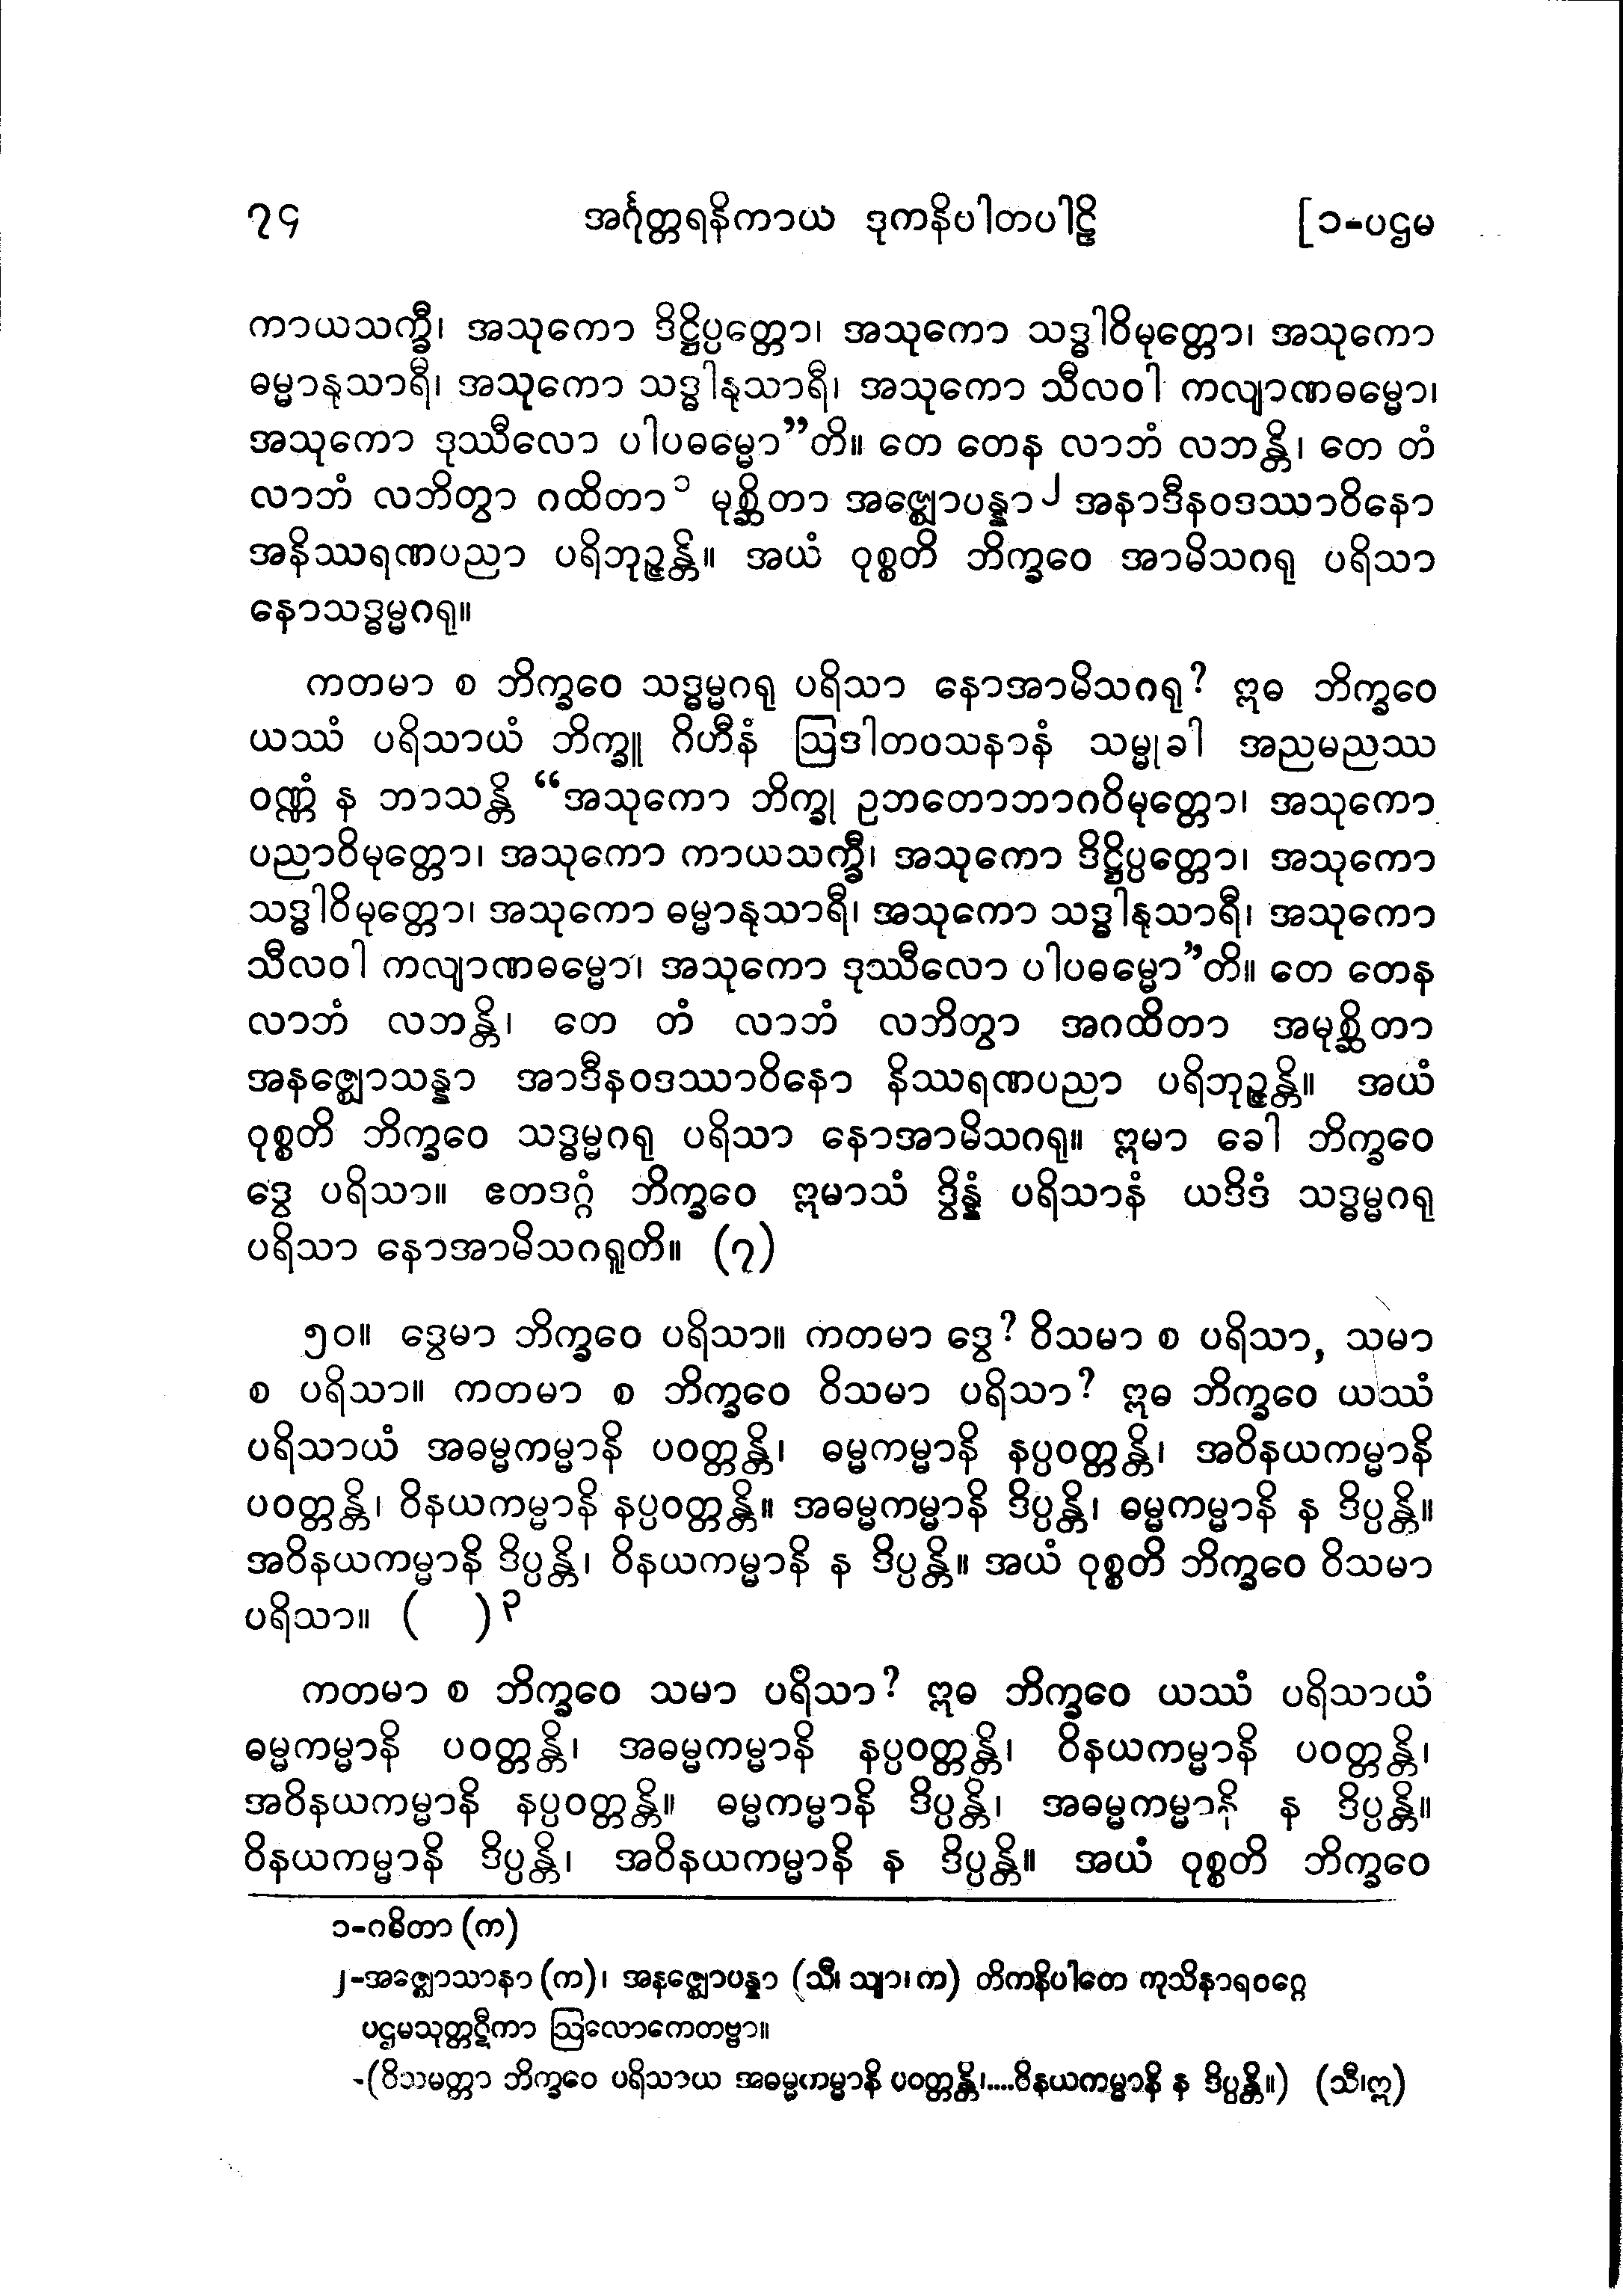 ၇၄ အင်္ဂုတ္တရနိကာယ ဒုကနိပါတပါဠိ [၁-ပဌမ
ကာယသက္ခီ၊ အသုကော ဒိဋ္ဌိပ္ပတ္တော၊ အသုကော သဒ္ဓါဝိမုတ္တော၊ အသုကော
ဓမ္မာနုသာရီ၊ အသုကော သဒ္ဓါနုသာရီ၊ အသုကော သီလဝါ ကလျာဏဓမ္မော၊
အသုကော ဒုဿီလော ပါပဓမ္မော”တိ။ တေ တေန လာဘံ လဘန္တိ၊ တေ တံ
လာဘံ လဘိတွာ ဂထိတာ၁ မုစ္ဆိတာ အဇ္ဈောပန္နာ၂ အနာဒီနဝဒဿာဝိနော
အနိဿရဏပညာ ပရိဘုဉ္ဇန္တိ။ အယံ ဝုစ္စတိ ဘိက္ခဝေ အာမိသဂရု ပရိသာ
နောသဒ္ဓမ္မဂရု။
ကတမာ စ ဘိက္ခဝေ သဒ္ဓမ္မဂရု ပရိသာ နောအာမိသဂရု? ဣဓ ဘိက္ခဝေ
ယဿံ ပရိသာယံ ဘိက္ခူ ဂိဟီနံ ဩဒါတဝသနာနံ သမ္မုခါ အညမညဿ
ဝဏ္ဏံ န ဘာသန္တိ “အသုကော ဘိက္ခု ဥဘတောဘာဂဝိမုတ္တော၊ အသုကော
ပညာဝိမုတ္တော၊ အသုကော ကာယသက္ခီ၊ အသုကော ဒိဋ္ဌိပ္ပတ္တော၊ အသုကော
သဒ္ဓါဝိမုတ္တော၊ အသုကော ဓမ္မာနုသာရီ၊ အသုကော သဒ္ဓါနုသာရီ၊ အသုကော
သီလဝါ ကလျာဏဓမ္မော၊ အသုကော ဒုဿီလော ပါပဓမ္မော”တိ။ တေ တေန
လာဘံ လဘန္တိ၊ တေ တံ လာဘံ လဘိတွာ အဂထိတာ အမုစ္ဆိတာ
အနဇ္ဈောသန္နာ အာဒီနဝဒဿာဝိနော နိဿရဏပညာ ပရိဘုဉ္ဇန္တိ။ အယံ
ဝုစ္စတိ ဘိက္ခဝေ သဒ္ဓမ္မဂရု ပရိသာ နောအာမိသဂရု။ ဣမာ ခေါ ဘိက္ခဝေ
ဒွေ ပရိသာ။ ဧတဒဂ္ဂံ ဘိက္ခဝေ ဣမာသံ ဒွိန္နံ ပရိသာနံ ယဒိဒံ သဒ္ဓမ္မဂရု
ပရိသာ နောအာမိသဂရူတိ။ (၇)
၅၀။ ဒွေမာ ဘိက္ခဝေ ပရိသာ။ ကတမာ ဒွေ? ဝိသမာ စ ပရိသာ, သမာ
စ ပရိသာ။ ကတမာ စ ဘိက္ခဝေ ဝိသမာ ပရိသာ? ဣဓ ဘိက္ခဝေ ယဿံ
ပရိသာယံ အဓမ္မကမ္မာနိ ပဝတ္တန္တိ၊ ဓမ္မကမ္မာနိ နပ္ပဝတ္တန္တိ၊ အဝိနယကမ္မာနိ
ပဝတ္တန္တိ၊ ဝိနယကမ္မာနိ နပ္ပဝတ္တန္တိ။ အဓမ္မကမ္မာနိ ဒိပ္ပန္တိ၊ ဓမ္မကမ္မာနိ န ဒိပ္ပန္တိ။
အဝိနယကမ္မာနိ ဒိပ္ပန္တိ၊ ဝိနယကမ္မာနိ န ဒိပ္ပန္တိ။ အယံ ဝုစ္စတိ ဘိက္ခဝေ ဝိသမာ
ပရိသာ။ ( )၃
ကတမာ စ ဘိက္ခဝေ သမာ ပရိသာ? ဣဓ ဘိက္ခဝေ ယဿံ ပရိသာယံ
ဓမ္မကမ္မာနိ ပဝတ္တန္တိ၊ အဓမ္မကမ္မာနိ နပ္ပဝတ္တန္တိ၊ ဝိနယကမ္မာနိ ပဝတ္တန္တိ၊
အဝိနယကမ္မာနိ နပ္ပဝတ္တန္တိ။ ဓမ္မကမ္မာနိ ဒိပ္ပန္တိ၊ အဓမ္မကမ္မာနိ န ဒိပ္ပန္တိ။
ဝိနယကမ္မာနိ ဒိပ္ပန္တိ၊ အဝိနယကမ္မာနိ န ဒိပ္ပန္တိ။ အယံ ဝုစ္စတိ ဘိက္ခဝေ
၁-ဂဓိတာ (က)
၂-အဇ္ဈောသာနာ (က)၊ အနဇ္ဈောပန္နာ (သီ၊ သျာ၊ က) တိကနိပါတေ ကုသိနာရဝဂ္ဂေ
ပဌမသုတ္တဋီကာ ဩလောကေတဗ္ဗာ။
-(ဝိသမတ္တာ ဘိက္ခဝေ ပရိသာယ အဓမ္မကမ္မာနိ ပဝတ္တန္တိ၊....ဝိနယကမ္မာနိ န ဒိပ္ပန္တိ။) (သီ၊ဣ)